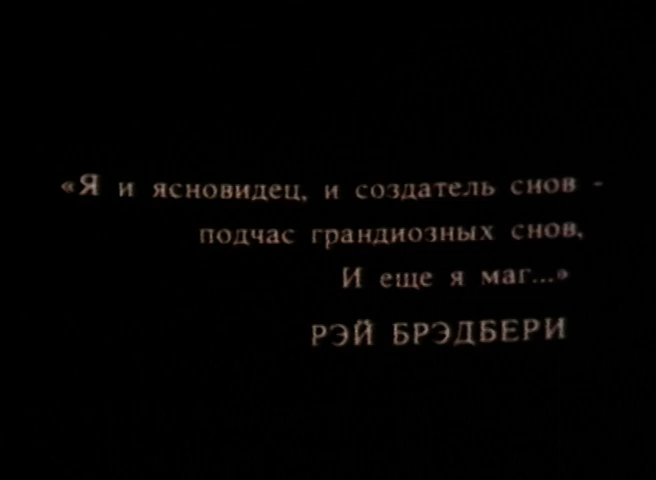 «Я и ясновидец, и создатель снов -
подчас грандиозных снов,
И еще я маг...»
РЭЙ БРЭДБЕРИ